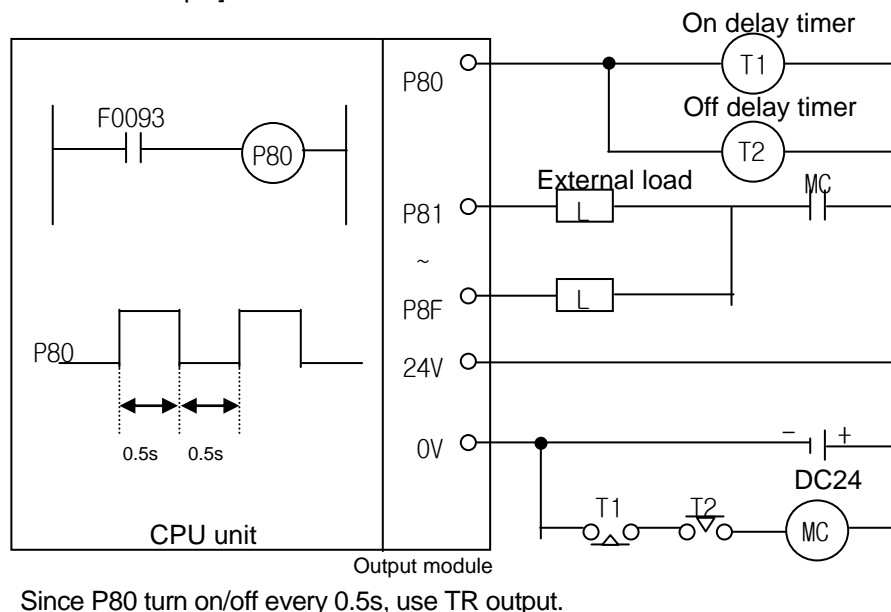 On delay timer
P80
T1
F0093
P80
Off delay timer
T2
External load
MC
P81
L
~
P8F
L
P80
24V
0V
- +
0.5s 0.5s
DC24
T1 T2
MC
CPU unit
Output module
Since P80 turn on/off every 0.5s, use TR output.